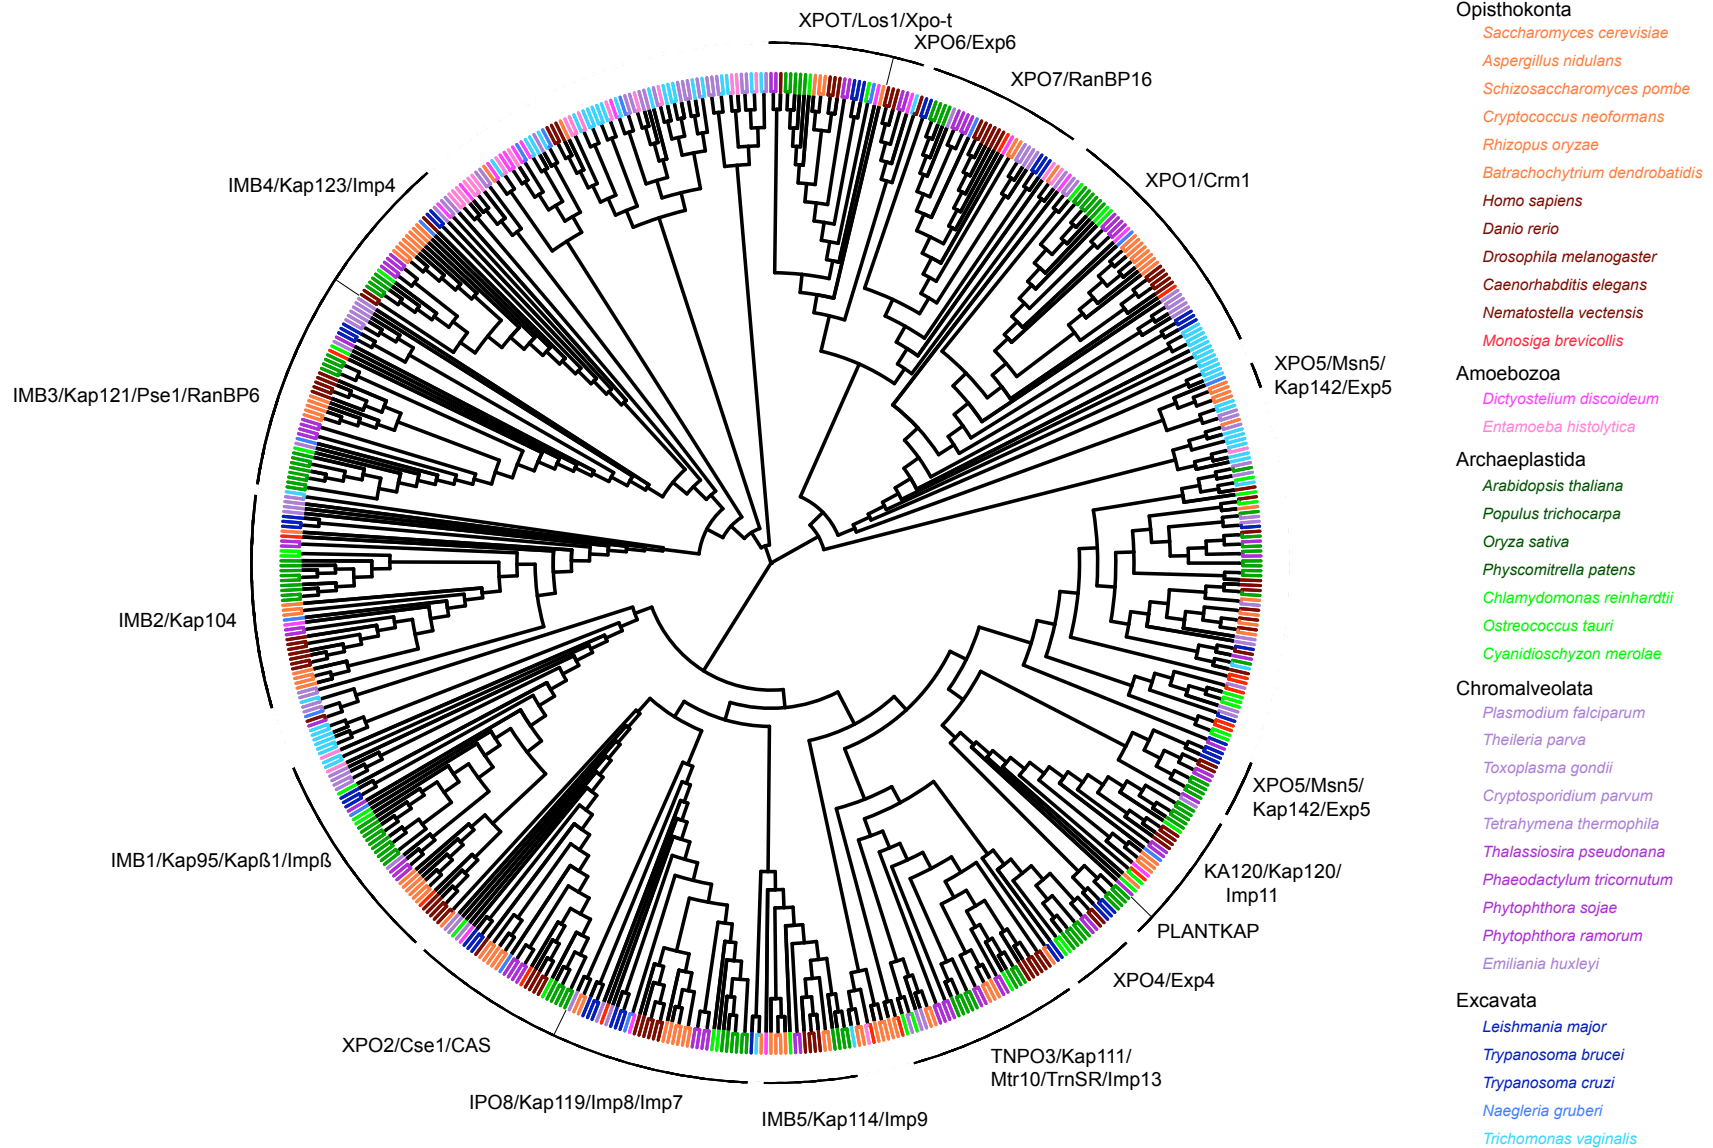 XPOT/Los1/Xpo-t
XPO6/Exp6
XPO7/RanBP16
XPO1/Crm1
XPO5/Msn5/
Kap142/Exp5
XPO5/Msn5/
Kap142/Exp5
KA120/Kap120/
Imp11
PLANTKAP
XPO4/Exp4
TNPO3/Kap111/
Mtr10/TrnSR/Imp13
IMB5/Kap114/Imp9
IPO8/Kap119/Imp8/Imp7
XPO2/Cse1/CAS
IMB1/Kap95/Kapß1/Impß
IMB2/Kap104
IMB3/Kap121/Pse1/RanBP6
IMB4/Kap123/Imp4
Opisthokonta
Saccharomyces cerevisiae
Aspergillus nidulans
Schizosaccharomyces pombe
Cryptococcus neoformans
Rhizopus oryzae
Batrachochytrium dendrobatidis
Homo sapiens
Danio rerio
Drosophila melanogaster
Caenorhabditis elegans
Nematostella vectensis
Monosiga brevicollis
Amoebozoa
Dictyostelium discoideum
Entamoeba histolytica
Archaeplastida
Arabidopsis thaliana
Populus trichocarpa
Oryza sativa
Physcomitrella patens
Chlamydomonas reinhardtii
Ostreococcus tauri
Cyanidioschyzon merolae
Chromalveolata
Plasmodium falciparum
Theileria parva
Toxoplasma gondii
Cryptosporidium parvum
Tetrahymena thermophila
Thalassiosira pseudonana
Phaeodactylum tricornutum
Phytophthora sojae
Phytophthora ramorum
Emiliania huxleyi
Excavata
Leishmania major
Trypanosoma brucei
Trypanosoma cruzi
Naegleria gruberi
Trichomonas vaginalis